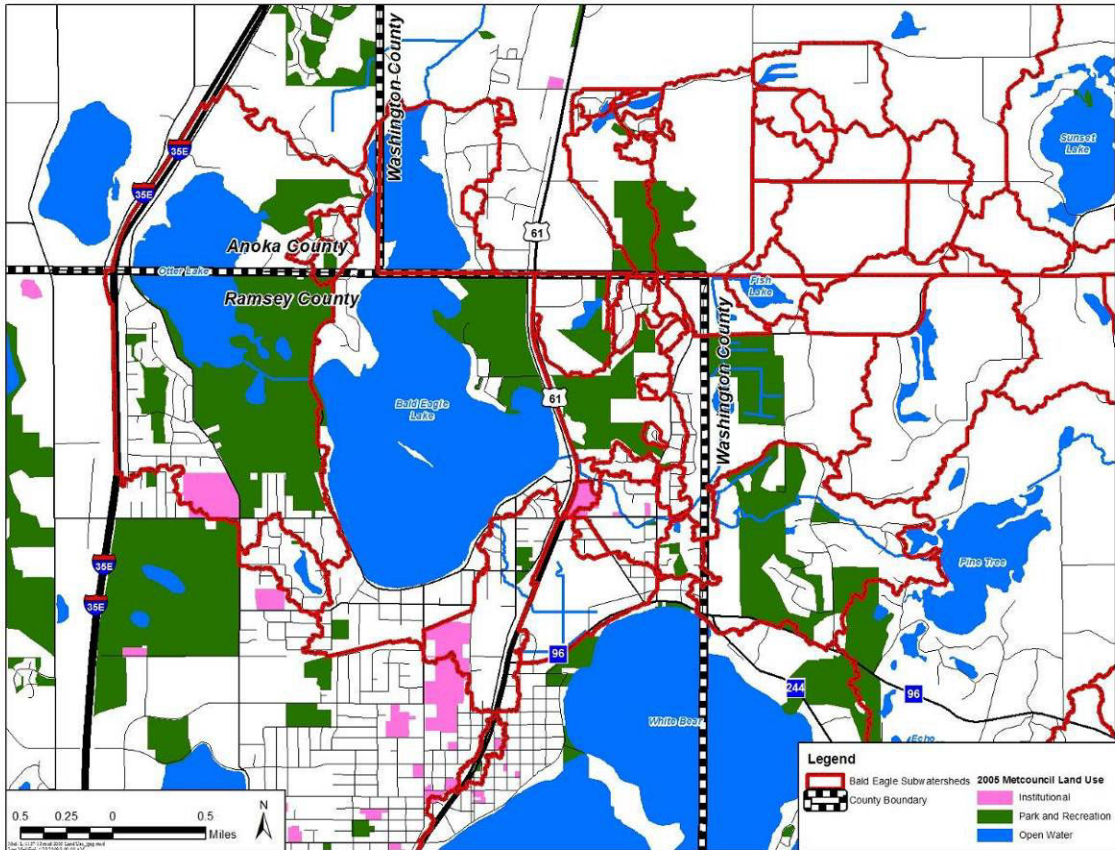 Washington County
35E
Sunset
Lake
35E
61
Anoka County
Otter Lake
Ramsey County
Fish
Lake
Bald Eagle
Lake
61
Washington County
35E
Pine Tree
35E
96
244
96
White Bear
Echo
Legend
Bald Eagle Subwatersheds
County Boundary
2005 Metcouncil Land Use
Institutional
Park and Recreation
Open Water
0.5 0.25 0 0.5
Miles
N